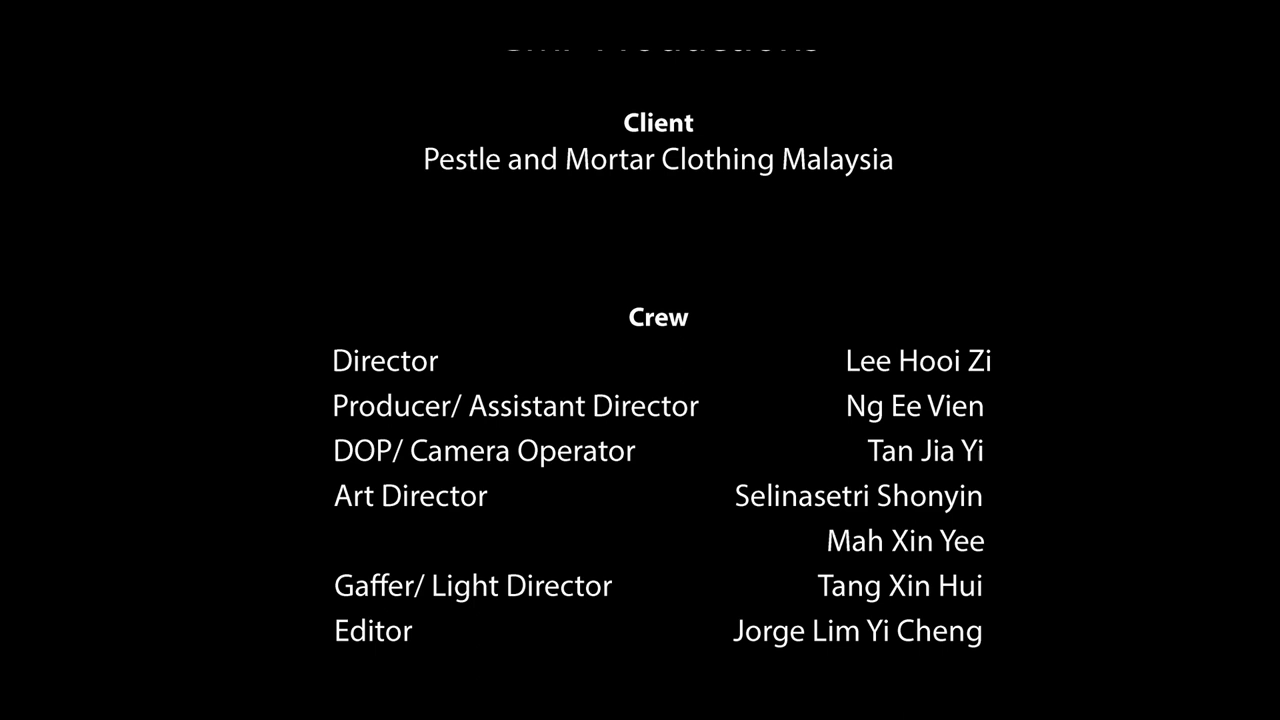 Productions
Client
Pestle and Mortar Clothing Malaysia
Crew
Director Lee Hooi Zi
Producer/ Assistant Director Ng Ee Vien
DOP/ Camera Operator Tan Jia Yi
Art Director Selinasetri Shonyin
Mah Xin Yee
Gaffer/ Light Director Tang Xin Hui
Editor Jorge Lim Yi Cheng